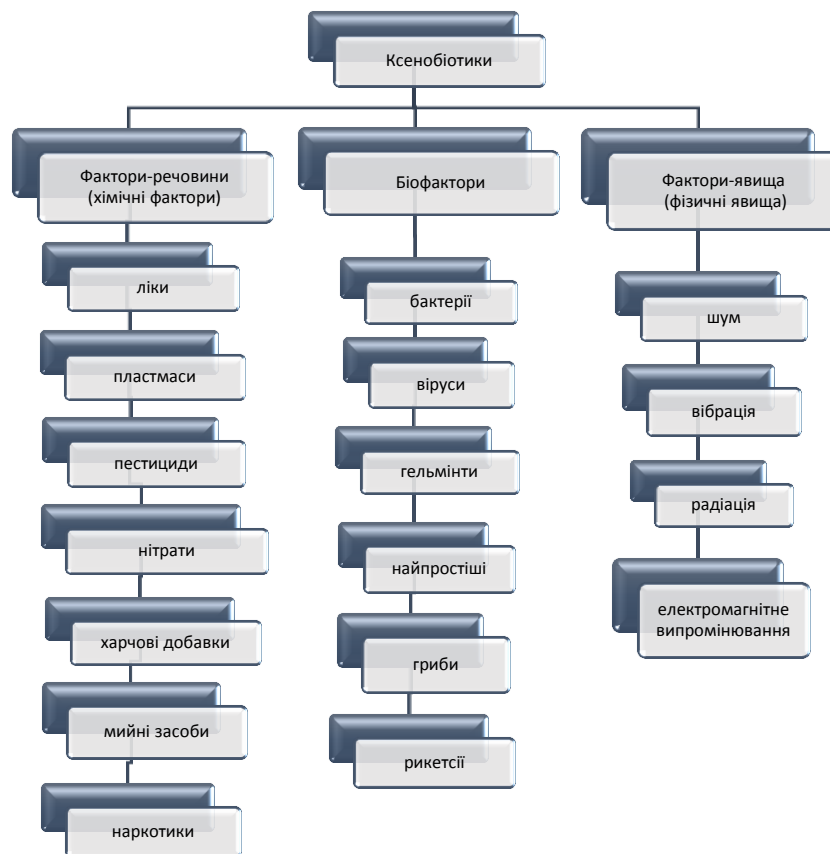 Ксенобіотики
Фактори-речовини
(хімічні фактори)
ліки
пластмаси
пестициди
нітрати
харчові добавки
мийні засоби
наркотики
Біофактори
бактерії
віруси
гельмінти
найпростіші
гриби
рикетсії
Фактори-явища
(фізичні явища)
шум
вібрація
радіація
електромагнітне
випромінювання